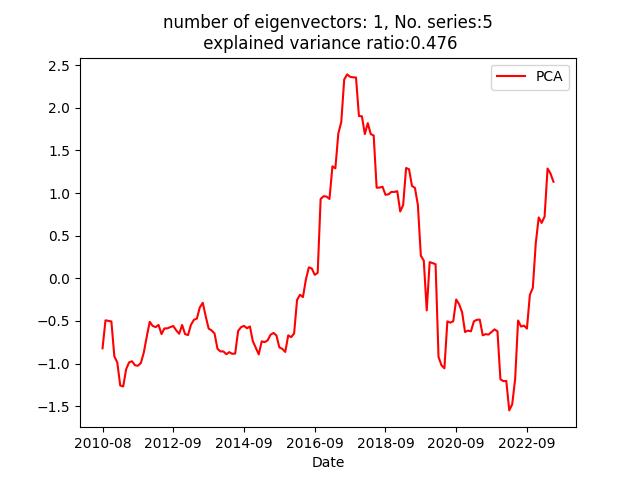 number of eigenvectors: 1, No. series:5
explained variance ratio:0.476
PCA
2.5
2.0
1.5
1.0
0.5
0.0
−0.5
−1.0
−1.5
2010-08 2012-09 2014-09 2016-09 2018-09 2020-09 2022-09
Date